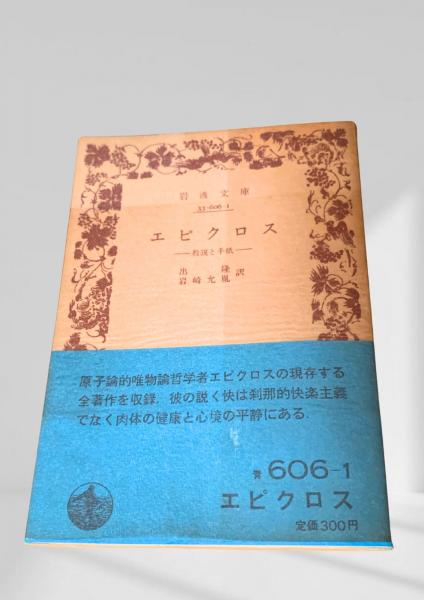 岩波文庫
33-606-1
エピクロス
―教説と手紙―
出隆
岩崎允胤 訳
原子論的唯物論哲学者エピクロスの現存する
全著作を収録。彼の説く快は刹那的快楽主義
でなく肉体の健康と心境の平静にある.
青 606-1
エピクロス
定価300円